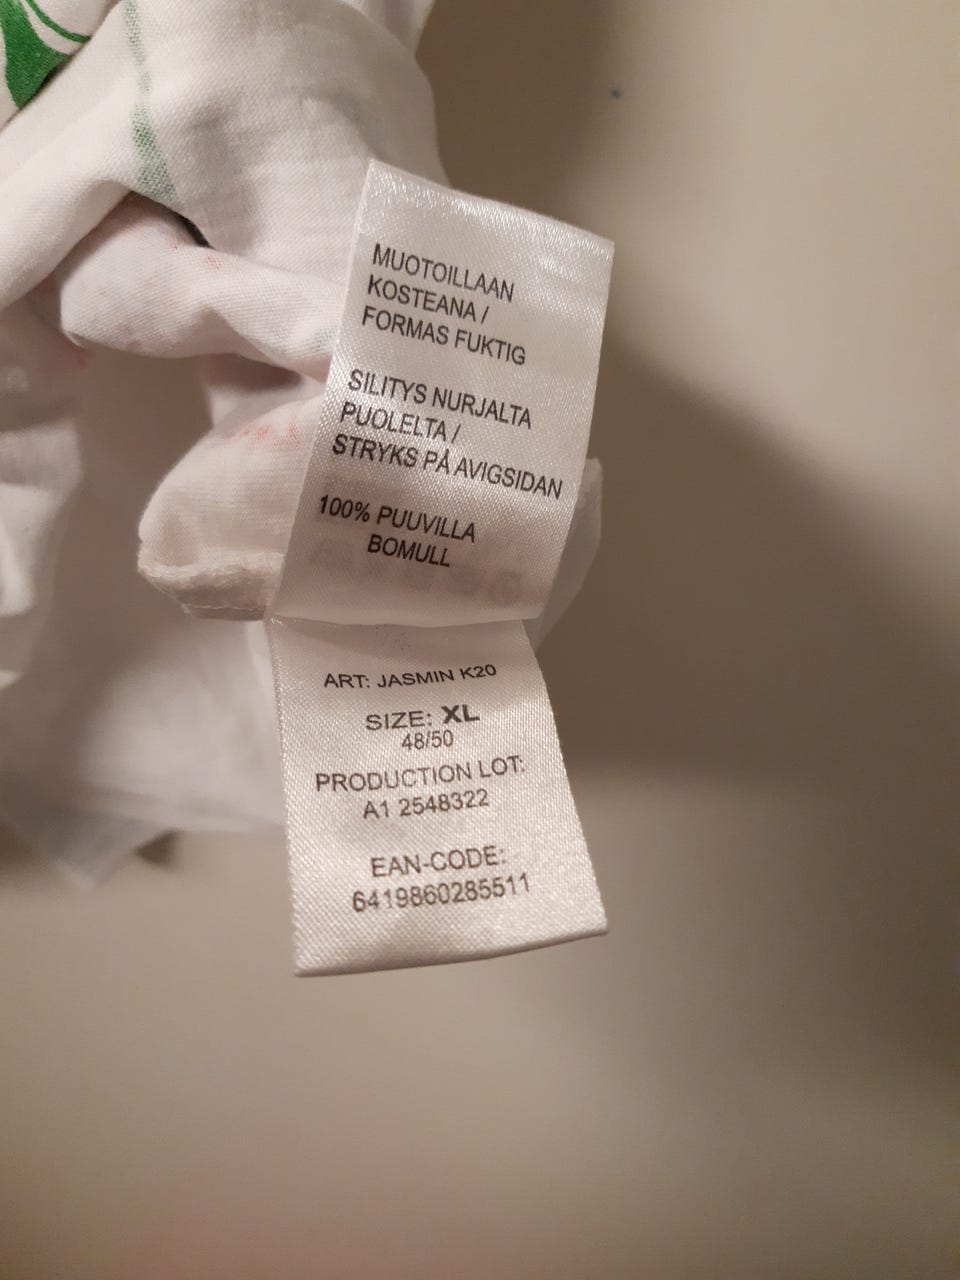 MUOTOILLAAN
KOSTEANA /
FORMAS FUKTIG
SILITYS NURJALTA
PUOLELTA /
STRYKS PÅ AVIGSIDAN
100% PUUVILLA
BOMULL
ART: JASMIN K20
SIZE: XL
48/50
PRODUCTION LOT:
A1 2548322
EAN-CODE:
6419860285511